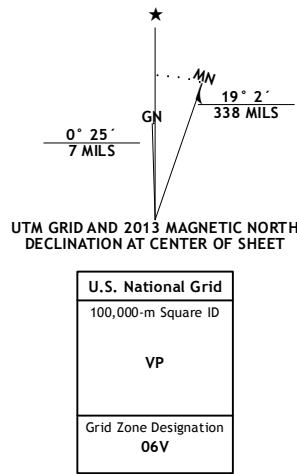 ★
MN
GN
19° 2´
338 MILS
0° 25´
7 MILS
UTM GRID AND 2013 MAGNETIC NORTH
DECLINATION AT CENTER OF SHEET
U.S. National Grid
100,000-m Square ID
VP
Grid Zone Designation
06V